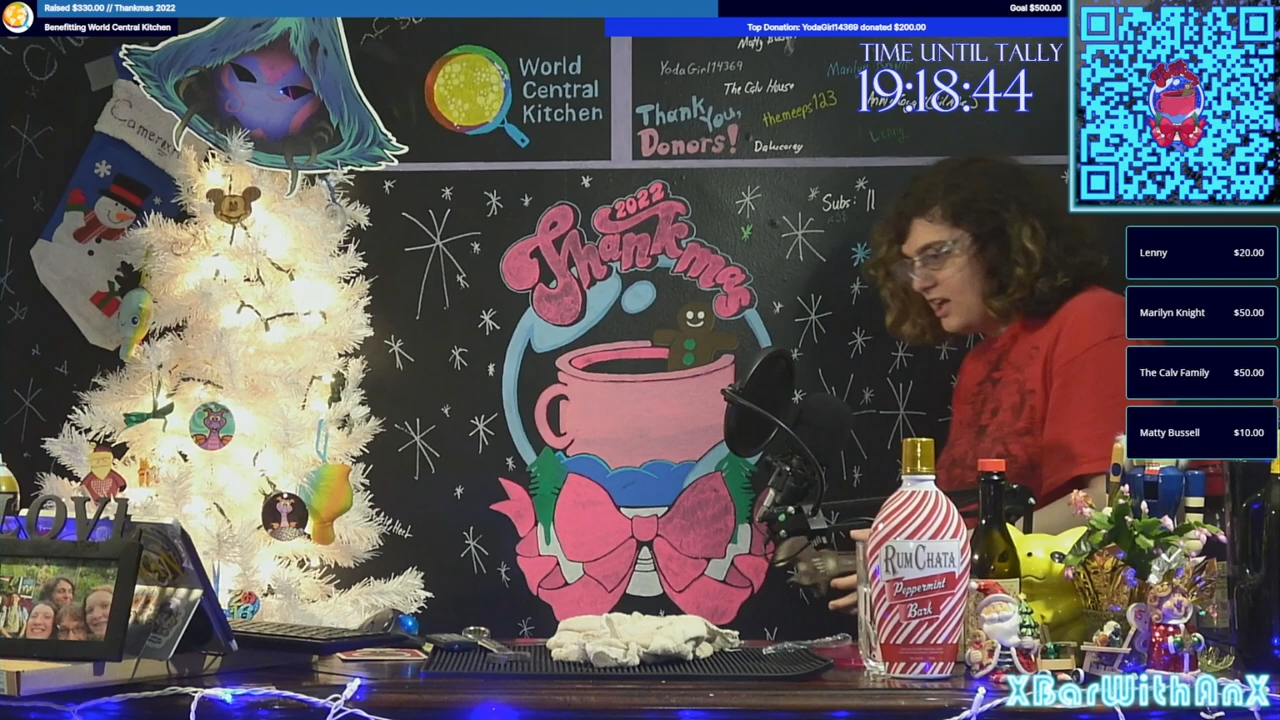 Raised $330.00 // Thankmas 2022
Goal $500.00
Benefitting World Central Kitchen
Top Donation: YodaGirl14369 donated $200.00
TIME UNTIL TALLY
19:18:44
Cameron
World
Central
Kitchen
YodaGirl14369
The Calv House
Thank
You,
Donors!
themeeps123
Lenny
Subs: 11
2022
Thankmas
Lenny $20.00
Marilyn Knight $50.00
The Calv Family $50.00
Matty Bussell $10.00
RUMCHATA
Peppermint
Bark
XBarWithAnX